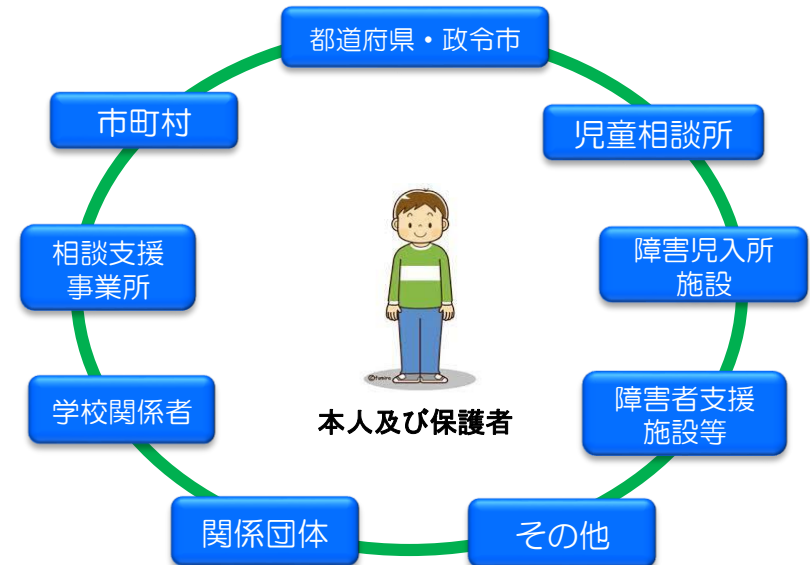 都道府県・政令市
市町村
児童相談所
相談支援
事業所
障害児入所
施設
学校関係者
本人及び保護者
障害者支援
施設等
関係団体
その他